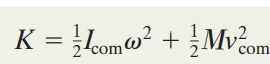 K = ½I_com ω² + ½Mv²_com